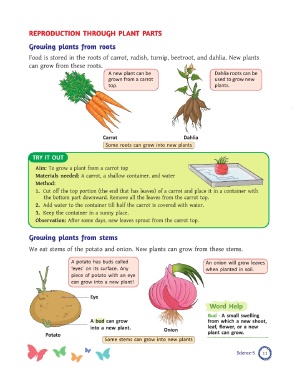 REPRODUCTION THROUGH PLANT PARTS
Growing plants from roots
Food is stored in the roots of carrot, radish, turnip, beetroot, and dahlia. New plants
can grow from these roots.
A new plant can be
grown from a carrot
top.
Dahlia roots can be
used to grow new
plants.
Carrot
Dahlia
Some roots can grow into new plants
TRY IT OUT
Aim: To grow a plant from a carrot top
Materials needed: A carrot, a shallow container, and water
Method:
1. Cut off the top portion (the end that has leaves) of a carrot and place it in a container with
the bottom part downward. Remove all the leaves from the carrot top.
2. Add water to the container till half the carrot is covered with water.
3. Keep the container in a sunny place.
Observation: After some days, new leaves sprout from the carrot top.
Growing plants from stems
We eat stems of the potato and onion. New plants can grow from these stems.
A potato has buds called
'eyes' on its surface. Any
piece of potato with an eye
can grow into a new plant!
An onion will grow leaves
when planted in soil.
Eye
A bud can grow
into a new plant.
Potato
Onion
Some stems can grow into new plants
Word Help
Bud - A small swelling
from which a new shoot,
leaf, flower, or a new
plant can grow.
Science-5
11